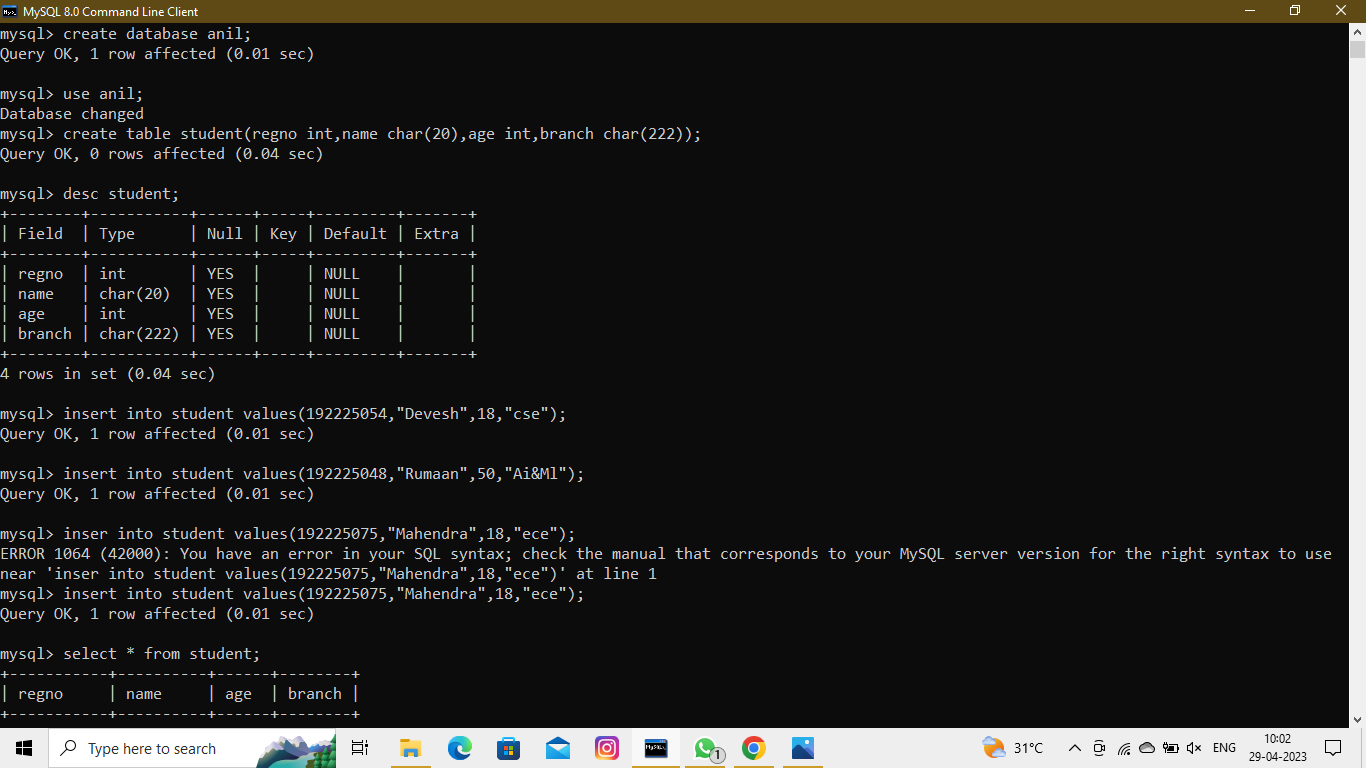 MySQL 8.0 Command Line Client
mysql> create database anil;
Query OK, 1 row affected (0.01 sec)
mysql> use anil;
Database changed
mysql> create table student(regno int,name char(20),age int,branch char(222));
Query OK, 0 rows affected (0.04 sec)
mysql> desc student;
+--------+-----------+------+-----+---------+-------+
| Field  | Type      | Null | Key | Default | Extra |
+--------+-----------+------+-----+---------+-------+
| regno  | int       | YES  |     | NULL    |       |
| name   | char(20)  | YES  |     | NULL    |       |
| age    | int       | YES  |     | NULL    |       |
| branch | char(222) | YES  |     | NULL    |       |
+--------+-----------+------+-----+---------+-------+
4 rows in set (0.04 sec)
mysql> insert into student values(192225054,"Devesh",18,"cse");
Query OK, 1 row affected (0.01 sec)
mysql> insert into student values(192225048,"Rumaan",50,"Ai&Ml");
Query OK, 1 row affected (0.01 sec)
mysql> inser into student values(192225075,"Mahendra",18,"ece");
ERROR 1064 (42000): You have an error in your SQL syntax; check the manual that corresponds to your MySQL server version for the right syntax to use
near 'inser into student values(192225075,"Mahendra",18,"ece")' at line 1
mysql> insert into student values(192225075,"Mahendra",18,"ece");
Query OK, 1 row affected (0.01 sec)
mysql> select * from student;
+-----------+----------+------+--------+
| regno     | name     | age  | branch |
+-----------+----------+------+--------+
Type here to search
MySQL
1
31°C
ENG
10:02
29-04-2023